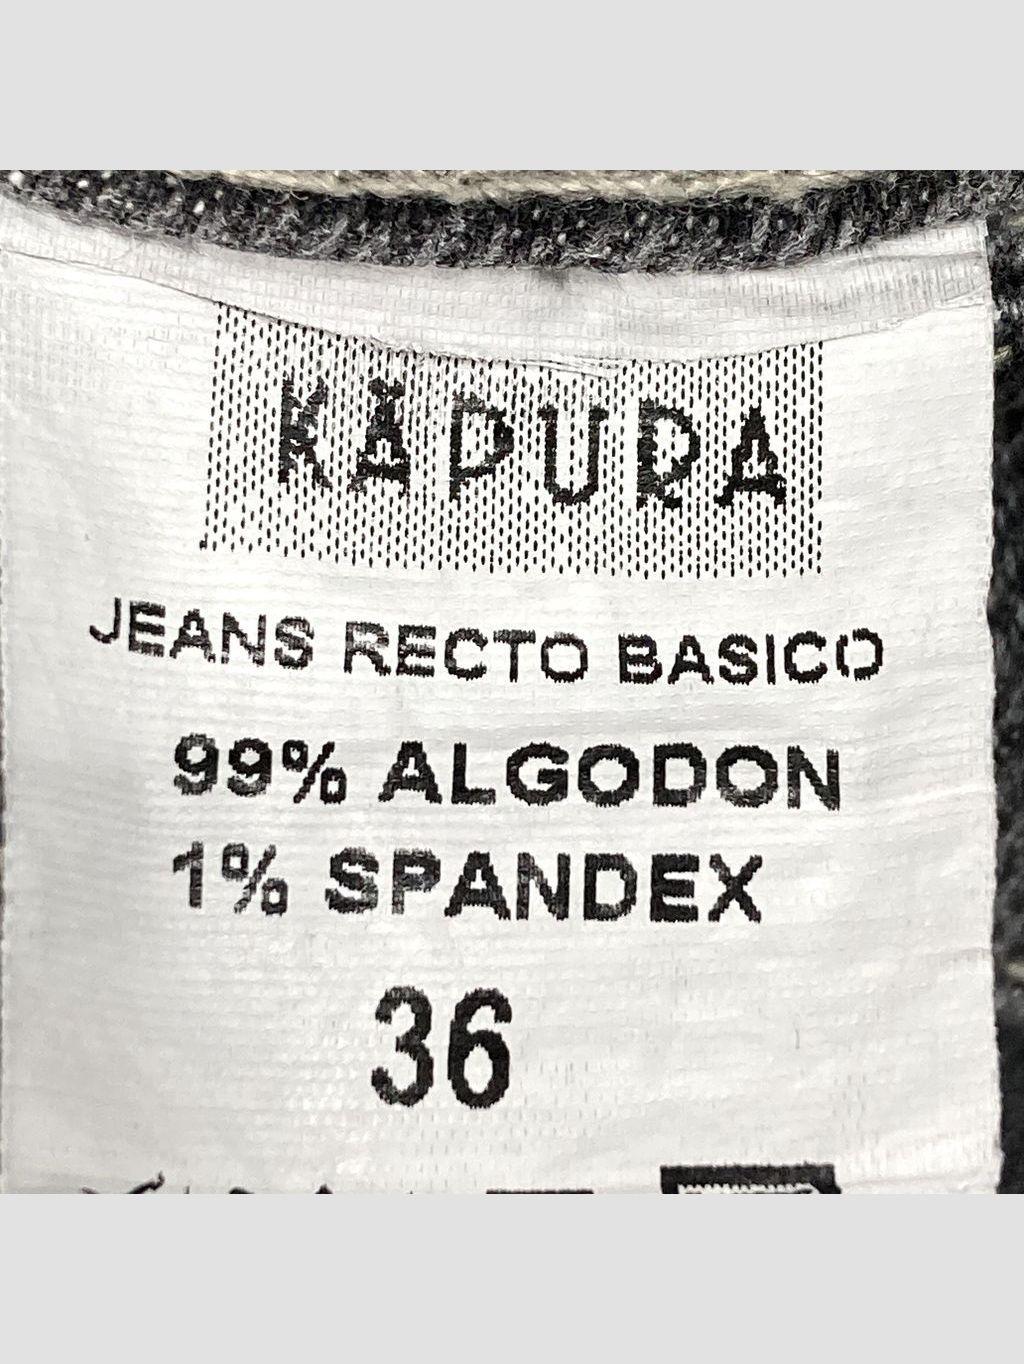 KÄPURA
JEANS RECTO BASICO
99% ALGODON
1% SPANDEX
36